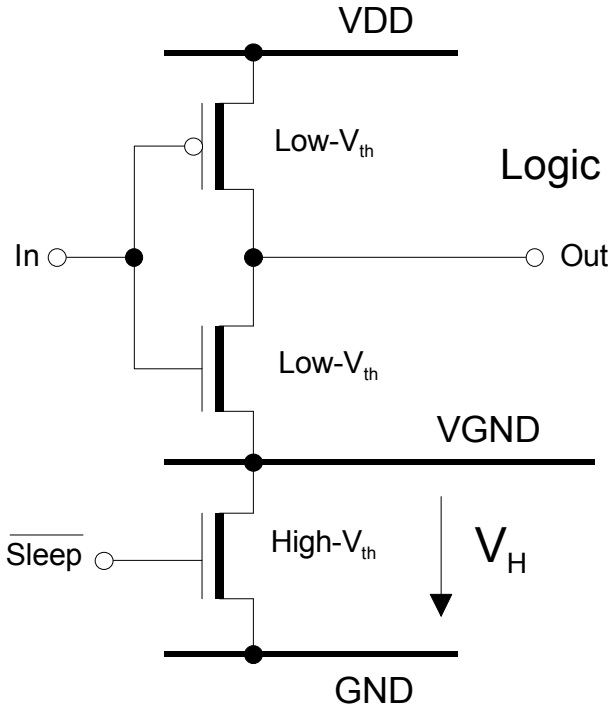 VDD
Low-Vth
Logic
In
Out
Low-Vth
VGND
Sleep
High-Vth
VH
GND